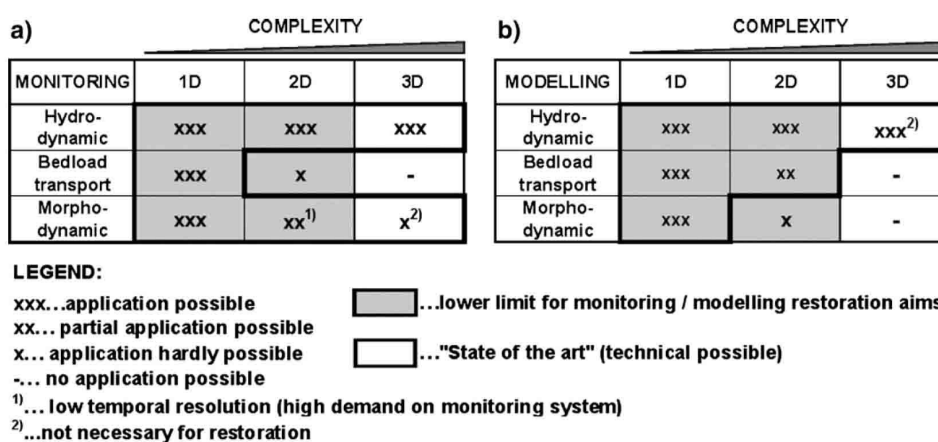 a) COMPLEXITY
MONITORING 1D 2D 3D
Hydro-
dynamic xxx xxx xxx
Bedload
transport xxx x -
Morpho-
dynamic xxx xx1) x2)
b) COMPLEXITY
MODELLING 1D 2D 3D
Hydro-
dynamic xxx xxx xxx2)
Bedload
transport xxx xx -
Morpho-
dynamic xxx x -
LEGEND:
xxx...application possible
xx... partial application possible
x... application hardly possible
-... no application possible
1)... low temporal resolution (high demand on monitoring system)
2)...not necessary for restoration
...lower limit for monitoring / modelling restoration aims
..."State of the art" (technical possible)